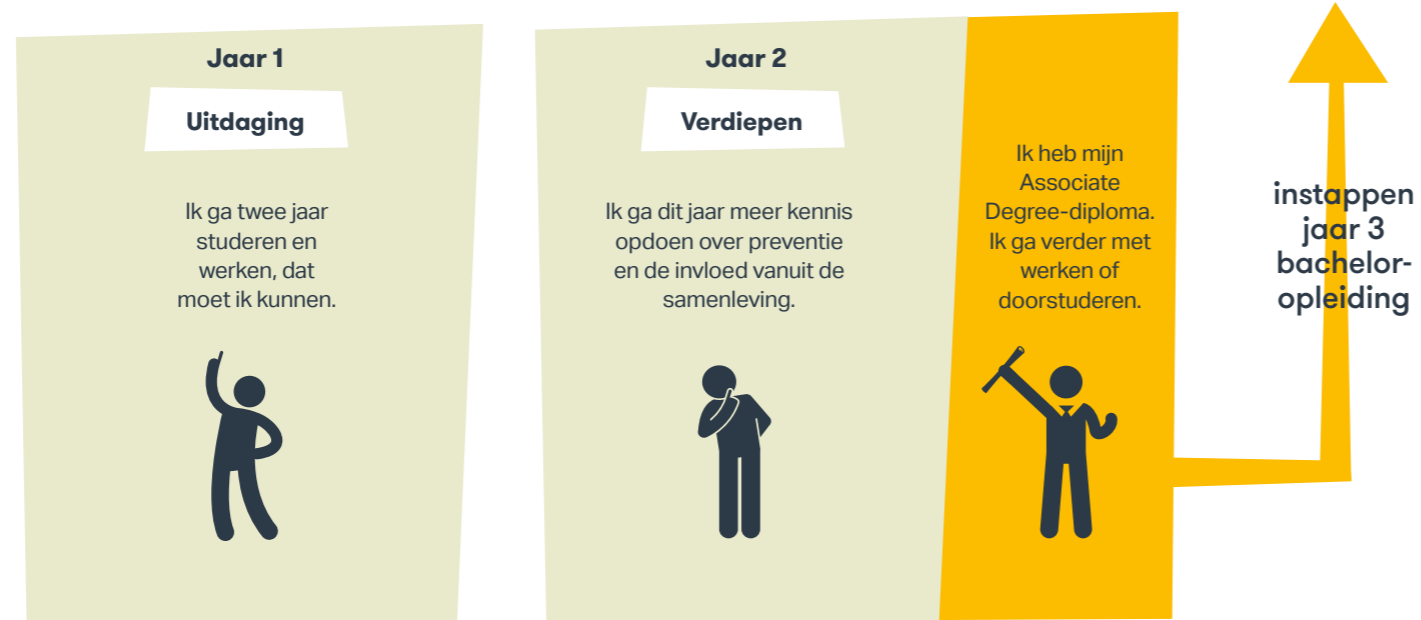 Jaar 1
Uitdaging
Ik ga twee jaar
studeren en
werken, dat
moet ik kunnen.
Jaar 2
Verdiepen
Ik ga dit jaar meer kennis
opdoen over preventie
en de invloed vanuit de
samenleving.
Ik heb mijn
Associate
Degree-diploma.
Ik ga verder met
werken of
doorstuderen.
instappen
jaar 3
bachelor-
opleiding